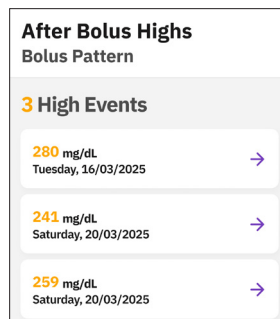 After Bolus Highs
Bolus Pattern
3 High Events
280 mg/dL
Tuesday, 16/03/2025
241 mg/dL
Saturday, 20/03/2025
259 mg/dL
Saturday, 20/03/2025